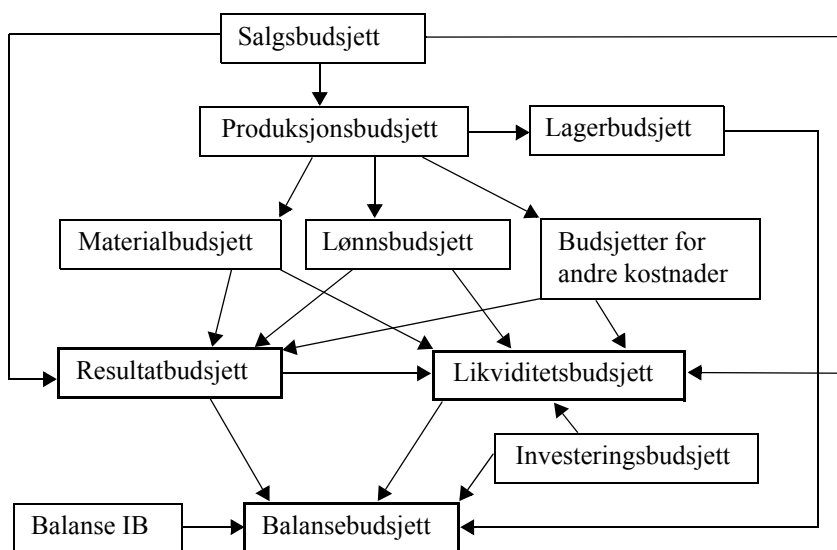 Salgsbudsjett
Produksjonsbudsjett
Lagerbudsjett
Materialbudsjett
Lønnsbudsjett
Budsjetter for
andre kostnader
Resultatbudsjett
Likviditetsbudsjett
Investeringsbudsjett
Balanse IB
Balansebudsjett